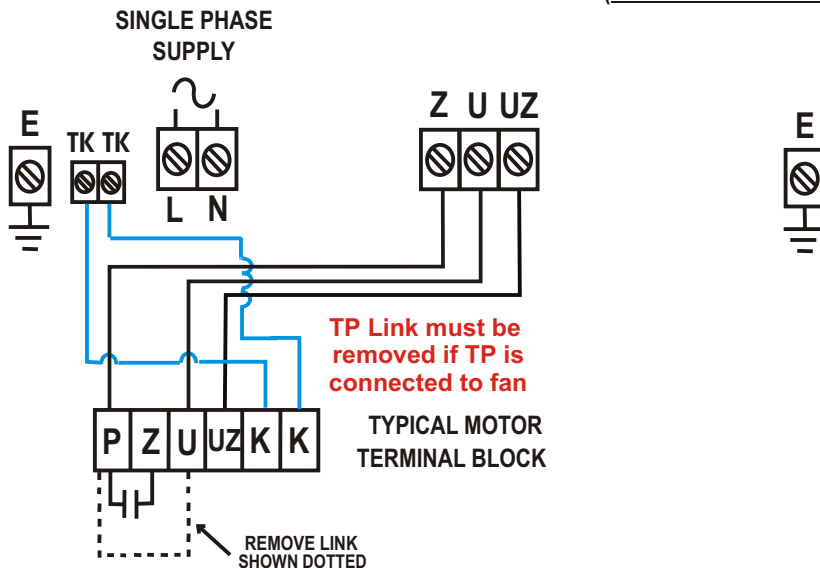 SINGLE PHASE
SUPPLY
E
TK TK
L N
Z U UZ
E
TP Link must be
removed if TP is
connected to fan
P Z U UZ K K
TYPICAL MOTOR
TERMINAL BLOCK
REMOVE LINK
SHOWN DOTTED